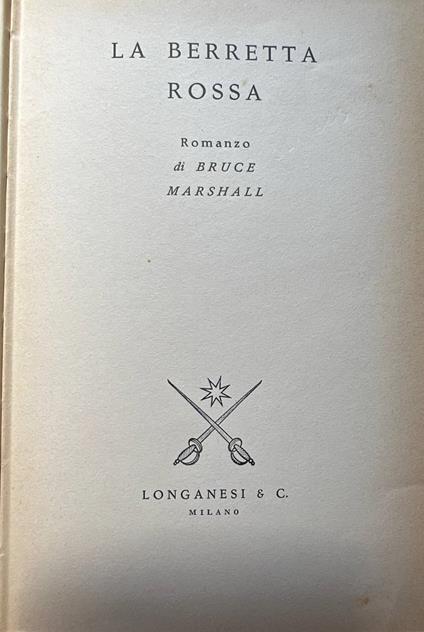 LA BERRETTA
ROSSA
Romanzo
di BRUCE
MARSHALL
LONGANESI & C.
MILANO